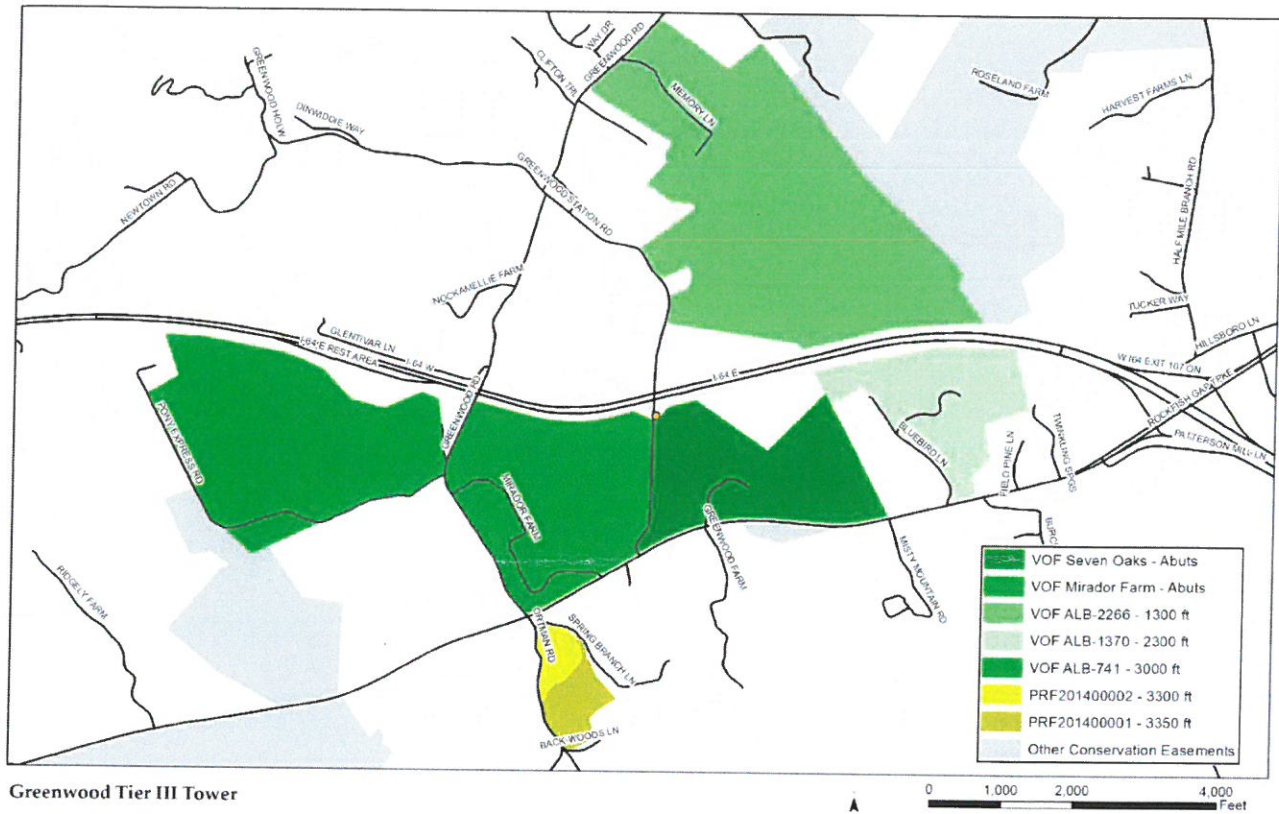 WAY DR
GREENWOOD RD
CLIFTON TRL
GREENWOOD HOLW
MEMORY LN
ROSELAND FARM
HARVEST FARMS LN
DINWIDDIE WAY
GREENWOOD STATION RD
NEWTOWN RD
HALF MILE BRANCH RD
NOCKAMELLIE FARM
TUCKER WAY
GLENTIVAR LN
I-64 E REST AREA
I-64 W
I-64 E
HILLSBORO LN
W I64 EXIT 107 ON
ROCKFISH GAP TPKE
PATTERSON MILL LN
PONY EXPRESS RD
GREENWOOD RD
BLUEBIRD LN
TWINKLING SPGS
FIELD PINE LN
MIRADOR FARM
GREENWOOD FARM
MISTY MOUNTAIN RD
RIDGELY FARM
ORTMAN RD
SPRING BRANCH LN
BACK-WOODS LN
VOF Seven Oaks - Abuts
VOF Mirador Farm - Abuts
VOF ALB-2266 - 1300 ft
VOF ALB-1370 - 2300 ft
VOF ALB-741 - 3000 ft
PRF201400002 - 3300 ft
PRF201400001 - 3350 ft
Other Conservation Easements
Greenwood Tier III Tower
0 1,000 2,000 4,000
Feet